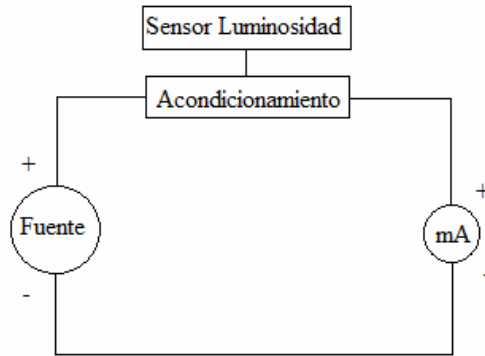 Sensor Luminosidad
Acondicionamiento
+
+
Fuente
mA
-
-